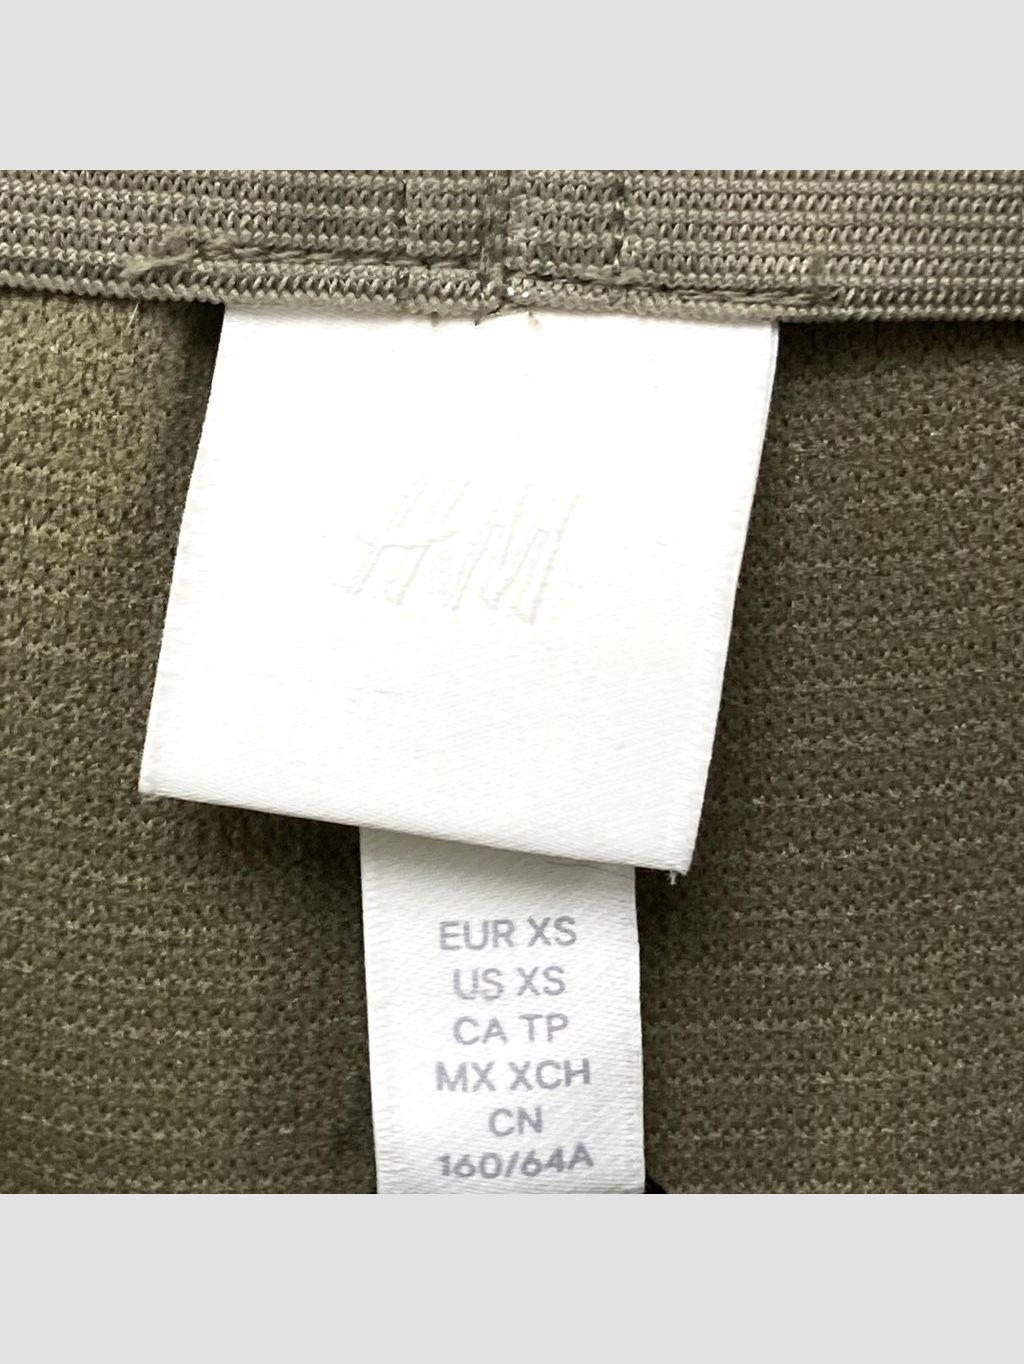 H&M
EUR XS
US XS
CA TP
MX XCH
CN
160/64A